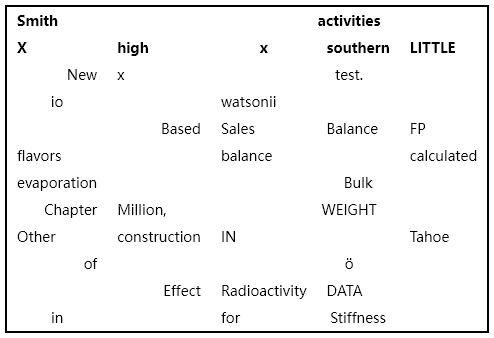 Smith activities
X high x southern LITTLE
New x test.
io watsonii
Based Sales Balance FP
flavors balance calculated
evaporation Bulk
Chapter Million, WEIGHT
Other construction IN Tahoe
of ö
Effect Radioactivity DATA
in for Stiffness